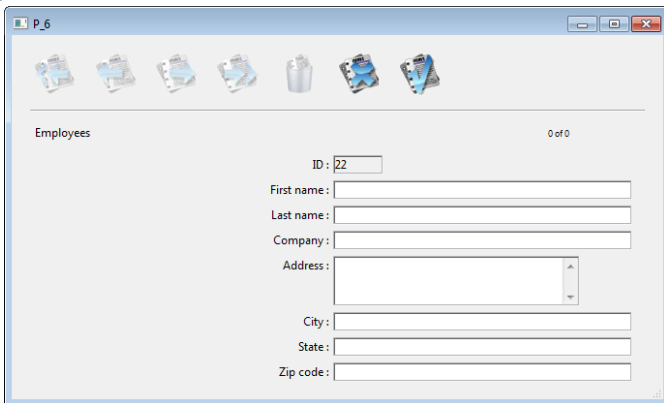 P_6
Employees
0 of 0
ID : 22
First name :
Last name :
Company :
Address :
City :
State :
Zip code :